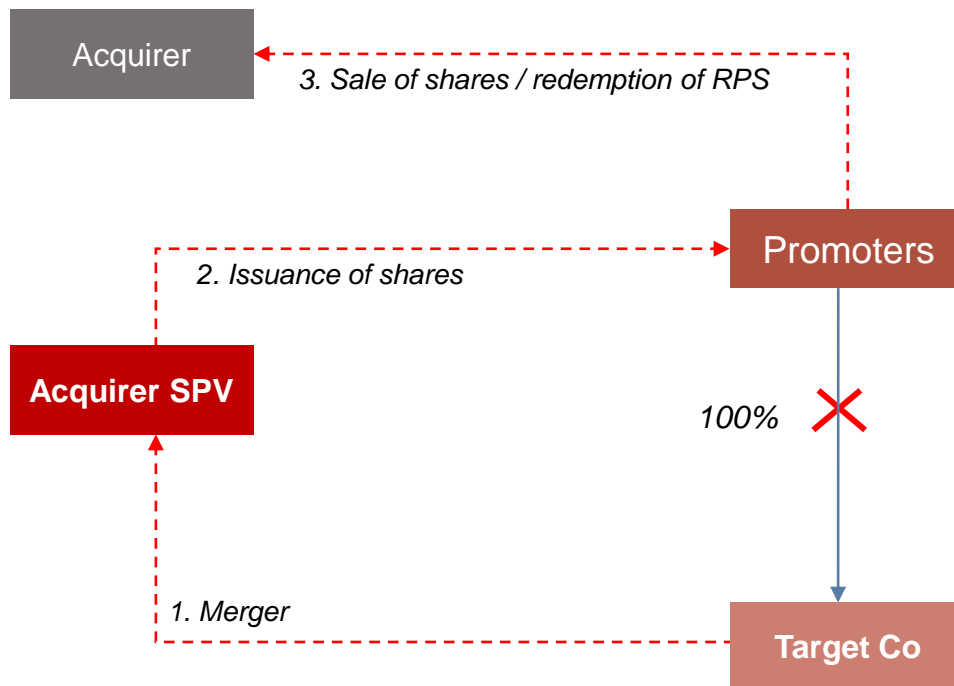 Acquirer
3. Sale of shares / redemption of RPS
Promoters
2. Issuance of shares
Acquirer SPV
100%
1. Merger
Target Co